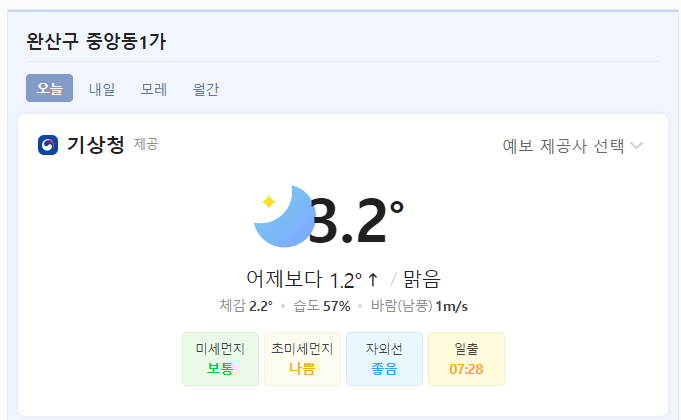 완산구 중앙동1가
오늘 내일 모레 월간
기상청 제공 예보 제공사 선택
3.2°
어제보다 1.2° ↑ / 맑음
체감 2.2° • 습도 57% • 바람(남풍) 1m/s
미세먼지 초미세먼지 자외선 일출
보통 나쁨 좋음 07:28